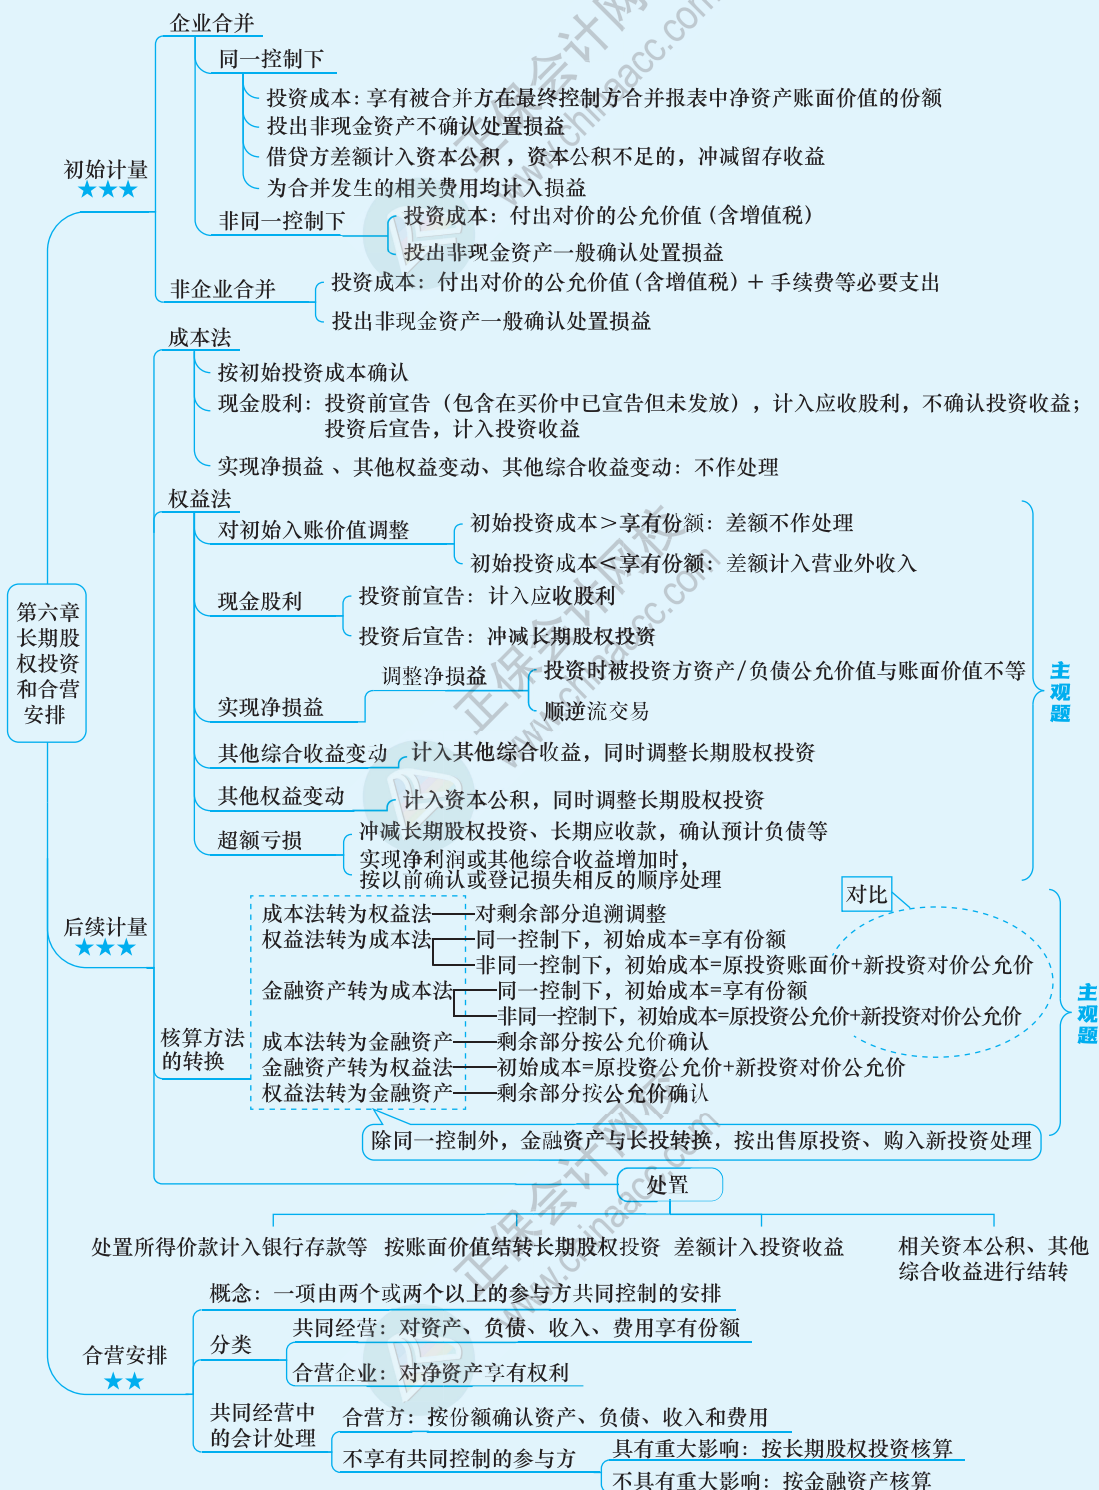 企业合并
同一控制下
投资成本：享有被合并方在最终控制方合并报表中净资产账面价值的份额
投出非现金资产不确认处置损益
借贷方差额计入资本公积，资本公积不足的，冲减留存收益
为合并发生的相关费用均计入损益
初始计量
★★★
非同一控制下
投资成本：付出对价的公允价值（含增值税）
投出非现金资产一般确认处置损益
非企业合并
投资成本：付出对价的公允价值（含增值税）＋手续费等必要支出
投出非现金资产一般确认处置损益
成本法
按初始投资成本确认
现金股利：投资前宣告（包含在买价中已宣告但未发放），计入应收股利，不确认投资收益；
投资后宣告，计入投资收益
实现净损益、其他权益变动、其他综合收益变动：不作处理
权益法
对初始入账价值调整
初始投资成本＞享有份额：差额不作处理
初始投资成本＜享有份额：差额计入营业外收入
现金股利
投资前宣告：计入应收股利
投资后宣告：冲减长期股权投资
第六章
长期股
权投资
和合营
安排
实现净损益
调整净损益
投资时被投资方资产/负债公允价值与账面价值不等
顺逆流交易
主观题
其他综合收益变动
计入其他综合收益，同时调整长期股权投资
其他权益变动
计入资本公积，同时调整长期股权投资
超额亏损
冲减长期股权投资、长期应收款，确认预计负债等
实现净利润或其他综合收益增加时，
按以前确认或登记损失相反的顺序处理
后续计量
★★★
对比
核算方法
的转换
成本法转为权益法——对剩余部分追溯调整
权益法转为成本法——同一控制下，初始成本=享有份额
非同一控制下，初始成本=原投资账面价+新投资对价公允价
金融资产转为成本法——同一控制下，初始成本=享有份额
非同一控制下，初始成本=原投资公允价+新投资对价公允价
成本法转为金融资产——剩余部分按公允价确认
金融资产转为权益法——初始成本=原投资公允价+新投资对价公允价
权益法转为金融资产——剩余部分按公允价确认
主观题
除同一控制外，金融资产与长投转换，按出售原投资、购入新投资处理
处置
处置所得价款计入银行存款等
按账面价值结转长期股权投资
差额计入投资收益
相关资本公积、其他
综合收益进行结转
合营安排
★★
概念：一项由两个或两个以上的参与方共同控制的安排
分类
共同经营：对资产、负债、收入、费用享有份额
合营企业：对净资产享有权利
共同经营中
的会计处理
合营方：按份额确认资产、负债、收入和费用
不享有共同控制的参与方
具有重大影响：按长期股权投资核算
不具有重大影响：按金融资产核算
正保会计网校
www.chinaacc.com
正保会计网校
www.chinaacc.com
正保会计网校
www.chinaacc.com